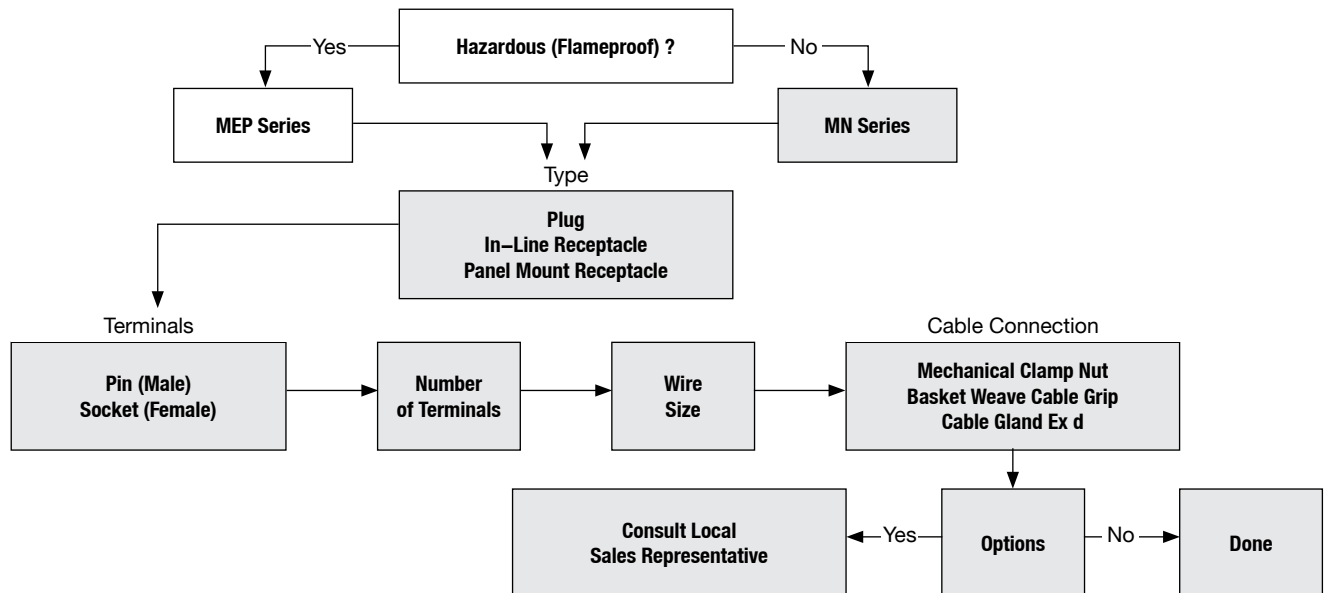 Hazardous (Flameproof) ?
Yes
No
MEP Series
MN Series
Type
Plug
In–Line Receptacle
Panel Mount Receptacle
Terminals
Pin (Male)
Socket (Female)
Number
of Terminals
Wire
Size
Cable Connection
Mechanical Clamp Nut
Basket Weave Cable Grip
Cable Gland Ex d
Consult Local
Sales Representative
Yes
Options
No
Done